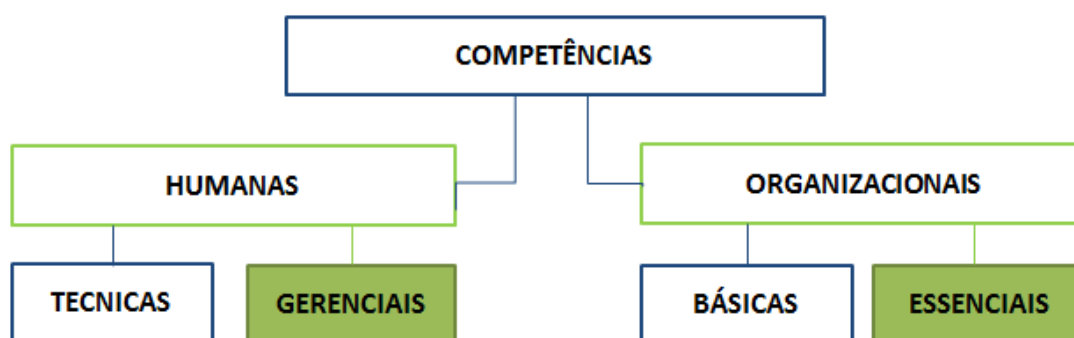 COMPETÊNCIAS
HUMANAS
ORGANIZACIONAIS
TECNICAS
GERENCIAIS
BÁSICAS
ESSENCIAIS